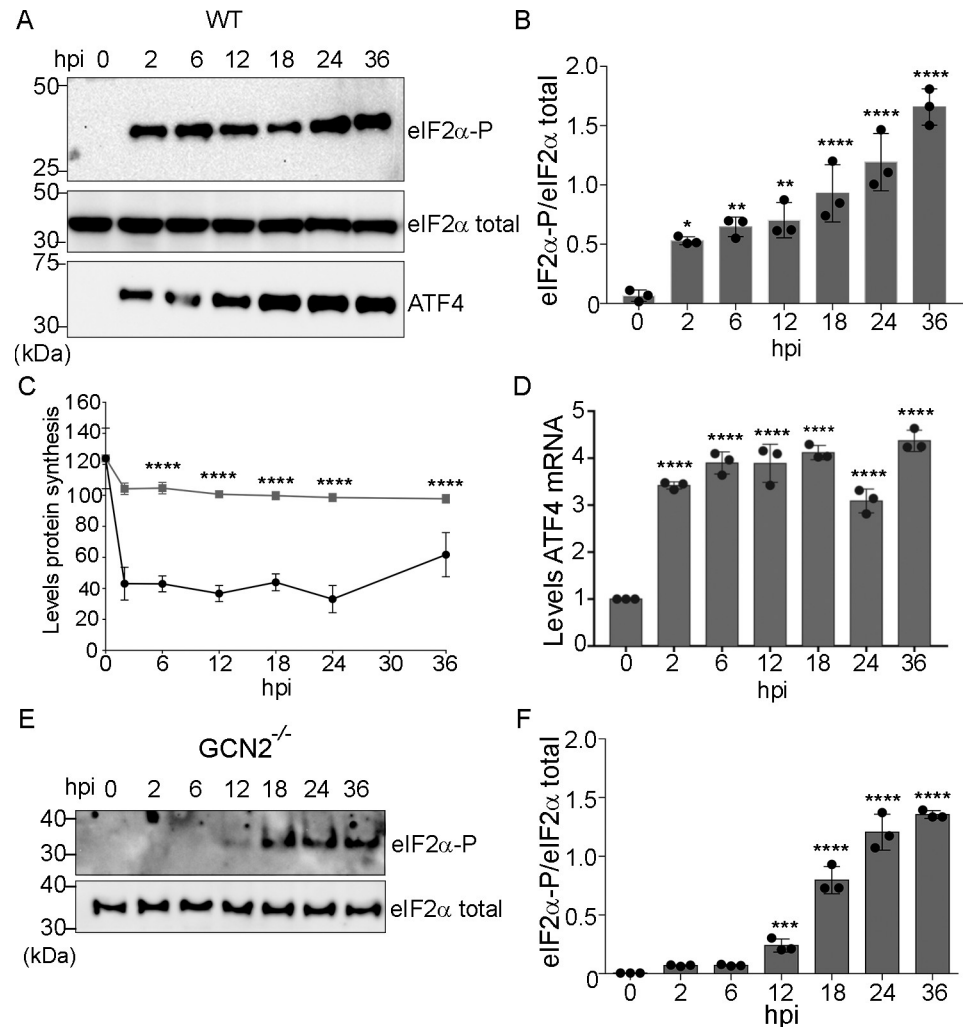 A
WT
hpi 0 2 6 12 18 24 36
50
eIF2α-P
25
50
eIF2α total
30
75
ATF4
30
(kDa)
B
eIF2α-P/eIF2α total
2.0
1.5
1.0
0.5
0
* ** ** **** **** ****
0 2 6 12 18 24 36
hpi
C
Levels protein synthesis
160
140
120
100
80
60
40
20
0
**** **** **** **** ****
0 6 12 18 24 30 36
hpi
D
Levels ATF4 mRNA
5
4
3
2
1
0
**** **** **** **** **** ****
0 2 6 12 18 24 36
hpi
E
GCN2-/-
hpi 0 2 6 12 18 24 36
40
eIF2α-P
30
40
eIF2α total
30
(kDa)
F
eIF2α-P/eIF2α total
2.0
1.5
1.0
0.5
0
*** **** **** ****
0 2 6 12 18 24 36
hpi